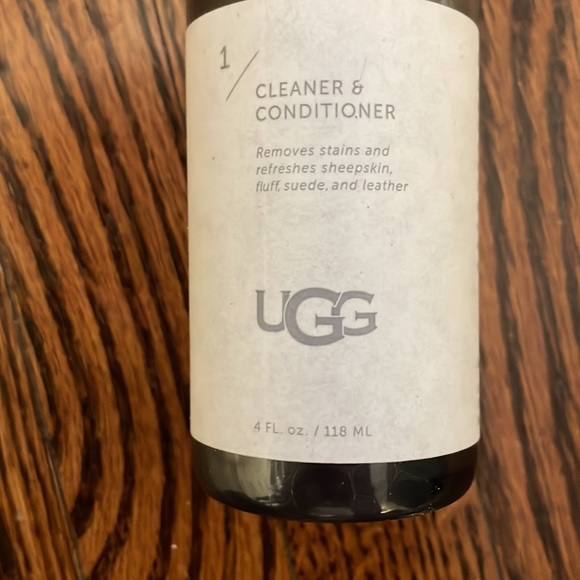 1/
CLEANER &
CONDITIONER
Removes stains and
refreshes sheepskin,
fluff, suede, and leather
UGG
4 FL. oz. / 118 ML